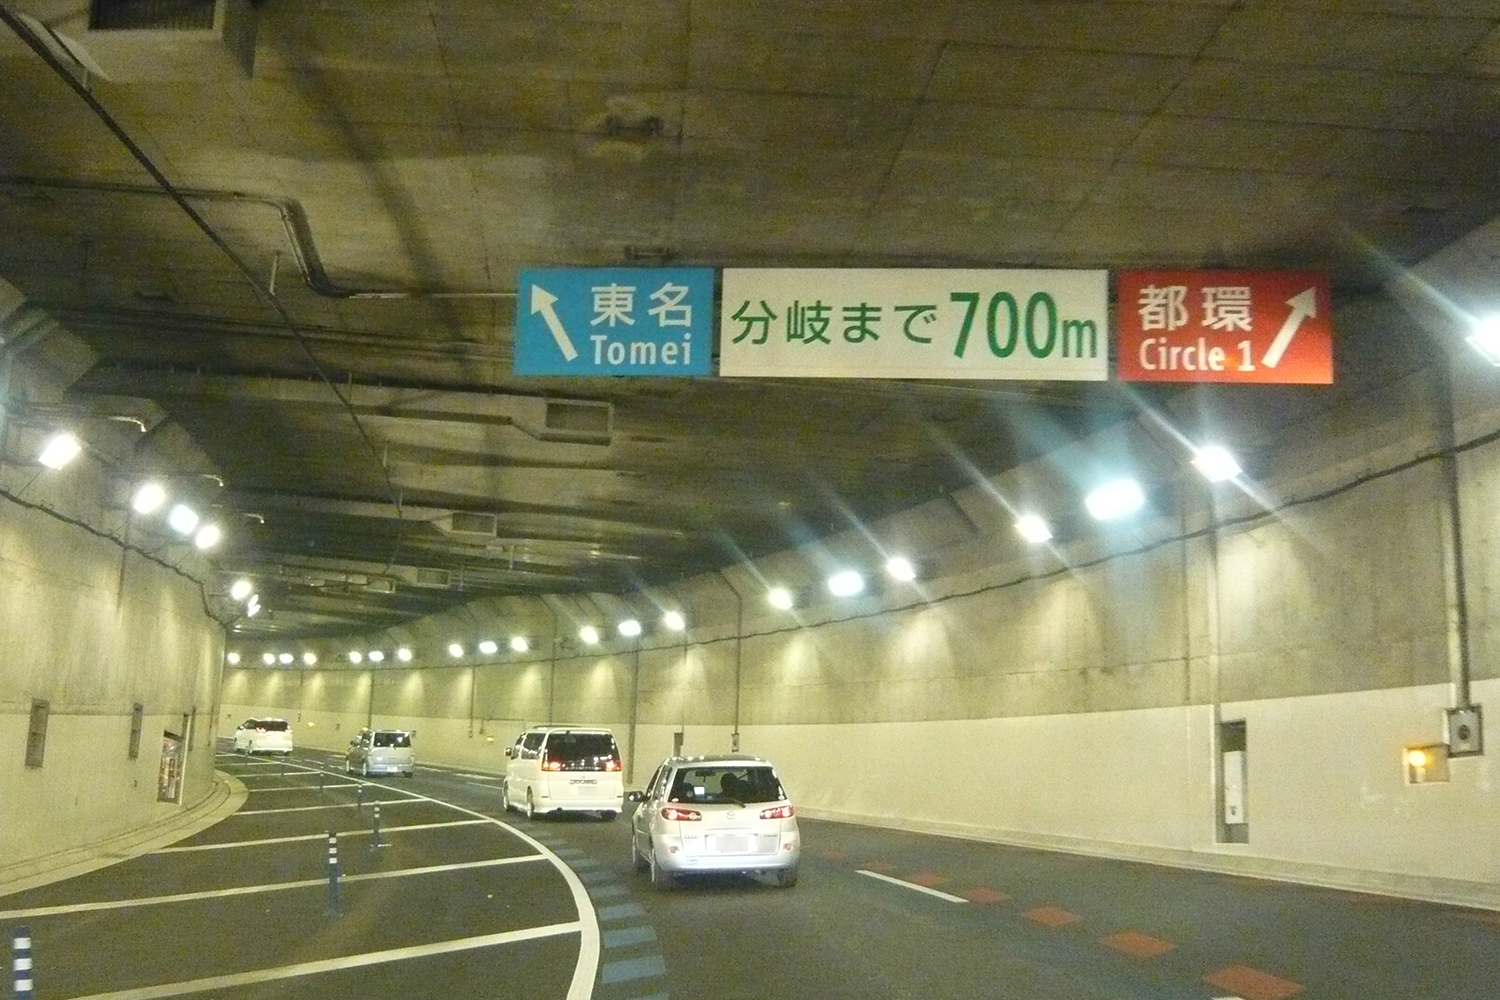 東名
Tomei
分岐まで700m
都環
Circle 1